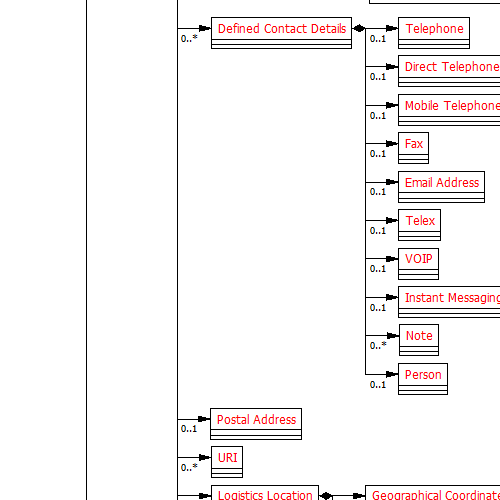 Defined Contact Details
0..*
Telephone
0..1
Direct Telephone
0..1
Mobile Telephone
0..1
Fax
0..1
Email Address
0..1
Telex
0..1
VOIP
0..1
Instant Messaging
0..1
Note
0..*
Person
0..1
Postal Address
0..1
URI
0..*
Logistics Location
Geographical Coordinate